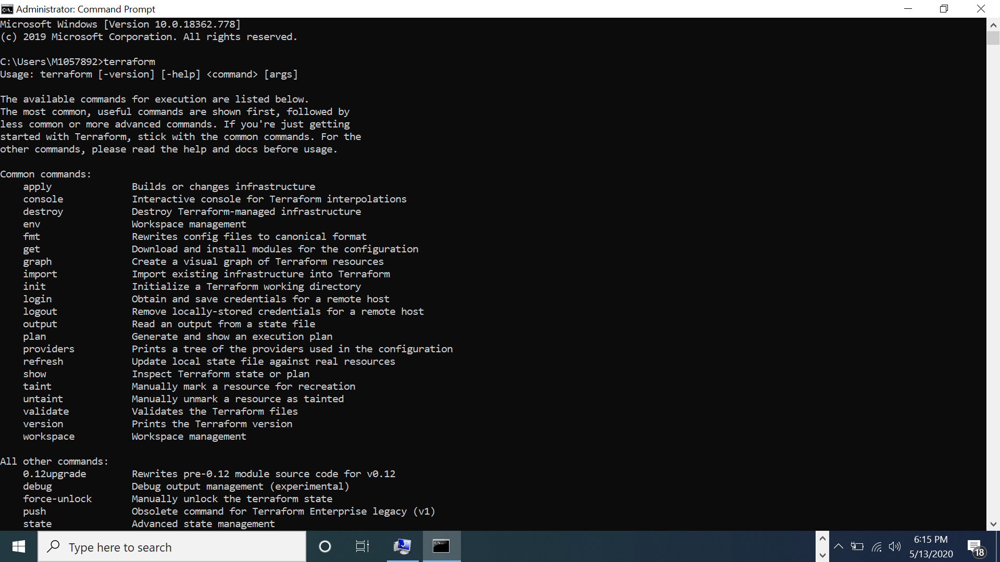 Administrator: Command Prompt
Microsoft Windows [Version 10.0.18362.778]
(c) 2019 Microsoft Corporation. All rights reserved.
C:\Users\M1057892>terraform
Usage: terraform [-version] [-help] <command> [args]
The available commands for execution are listed below.
The most common, useful commands are shown first, followed by
less common or more advanced commands. If you're just getting
started with Terraform, stick with the common commands. For the
other commands, please read the help and docs before usage.
Common commands:
apply Builds or changes infrastructure
console Interactive console for Terraform interpolations
destroy Destroy Terraform-managed infrastructure
env Workspace management
fmt Rewrites config files to canonical format
get Download and install modules for the configuration
graph Create a visual graph of Terraform resources
import Import existing infrastructure into Terraform
init Initialize a Terraform working directory
login Obtain and save credentials for a remote host
logout Remove locally-stored credentials for a remote host
output Read an output from a state file
plan Generate and show an execution plan
providers Prints a tree of the providers used in the configuration
refresh Update local state file against real resources
show Inspect Terraform state or plan
taint Manually mark a resource for recreation
untaint Manually unmark a resource as tainted
validate Validates the Terraform files
version Prints the Terraform version
workspace Workspace management
All other commands:
0.12upgrade Rewrites pre-0.12 module source code for v0.12
debug Debug output management (experimental)
force-unlock Manually unlock the terraform state
push Obsolete command for Terraform Enterprise legacy (v1)
state Advanced state management
Type here to search
6:15 PM
5/13/2020
18